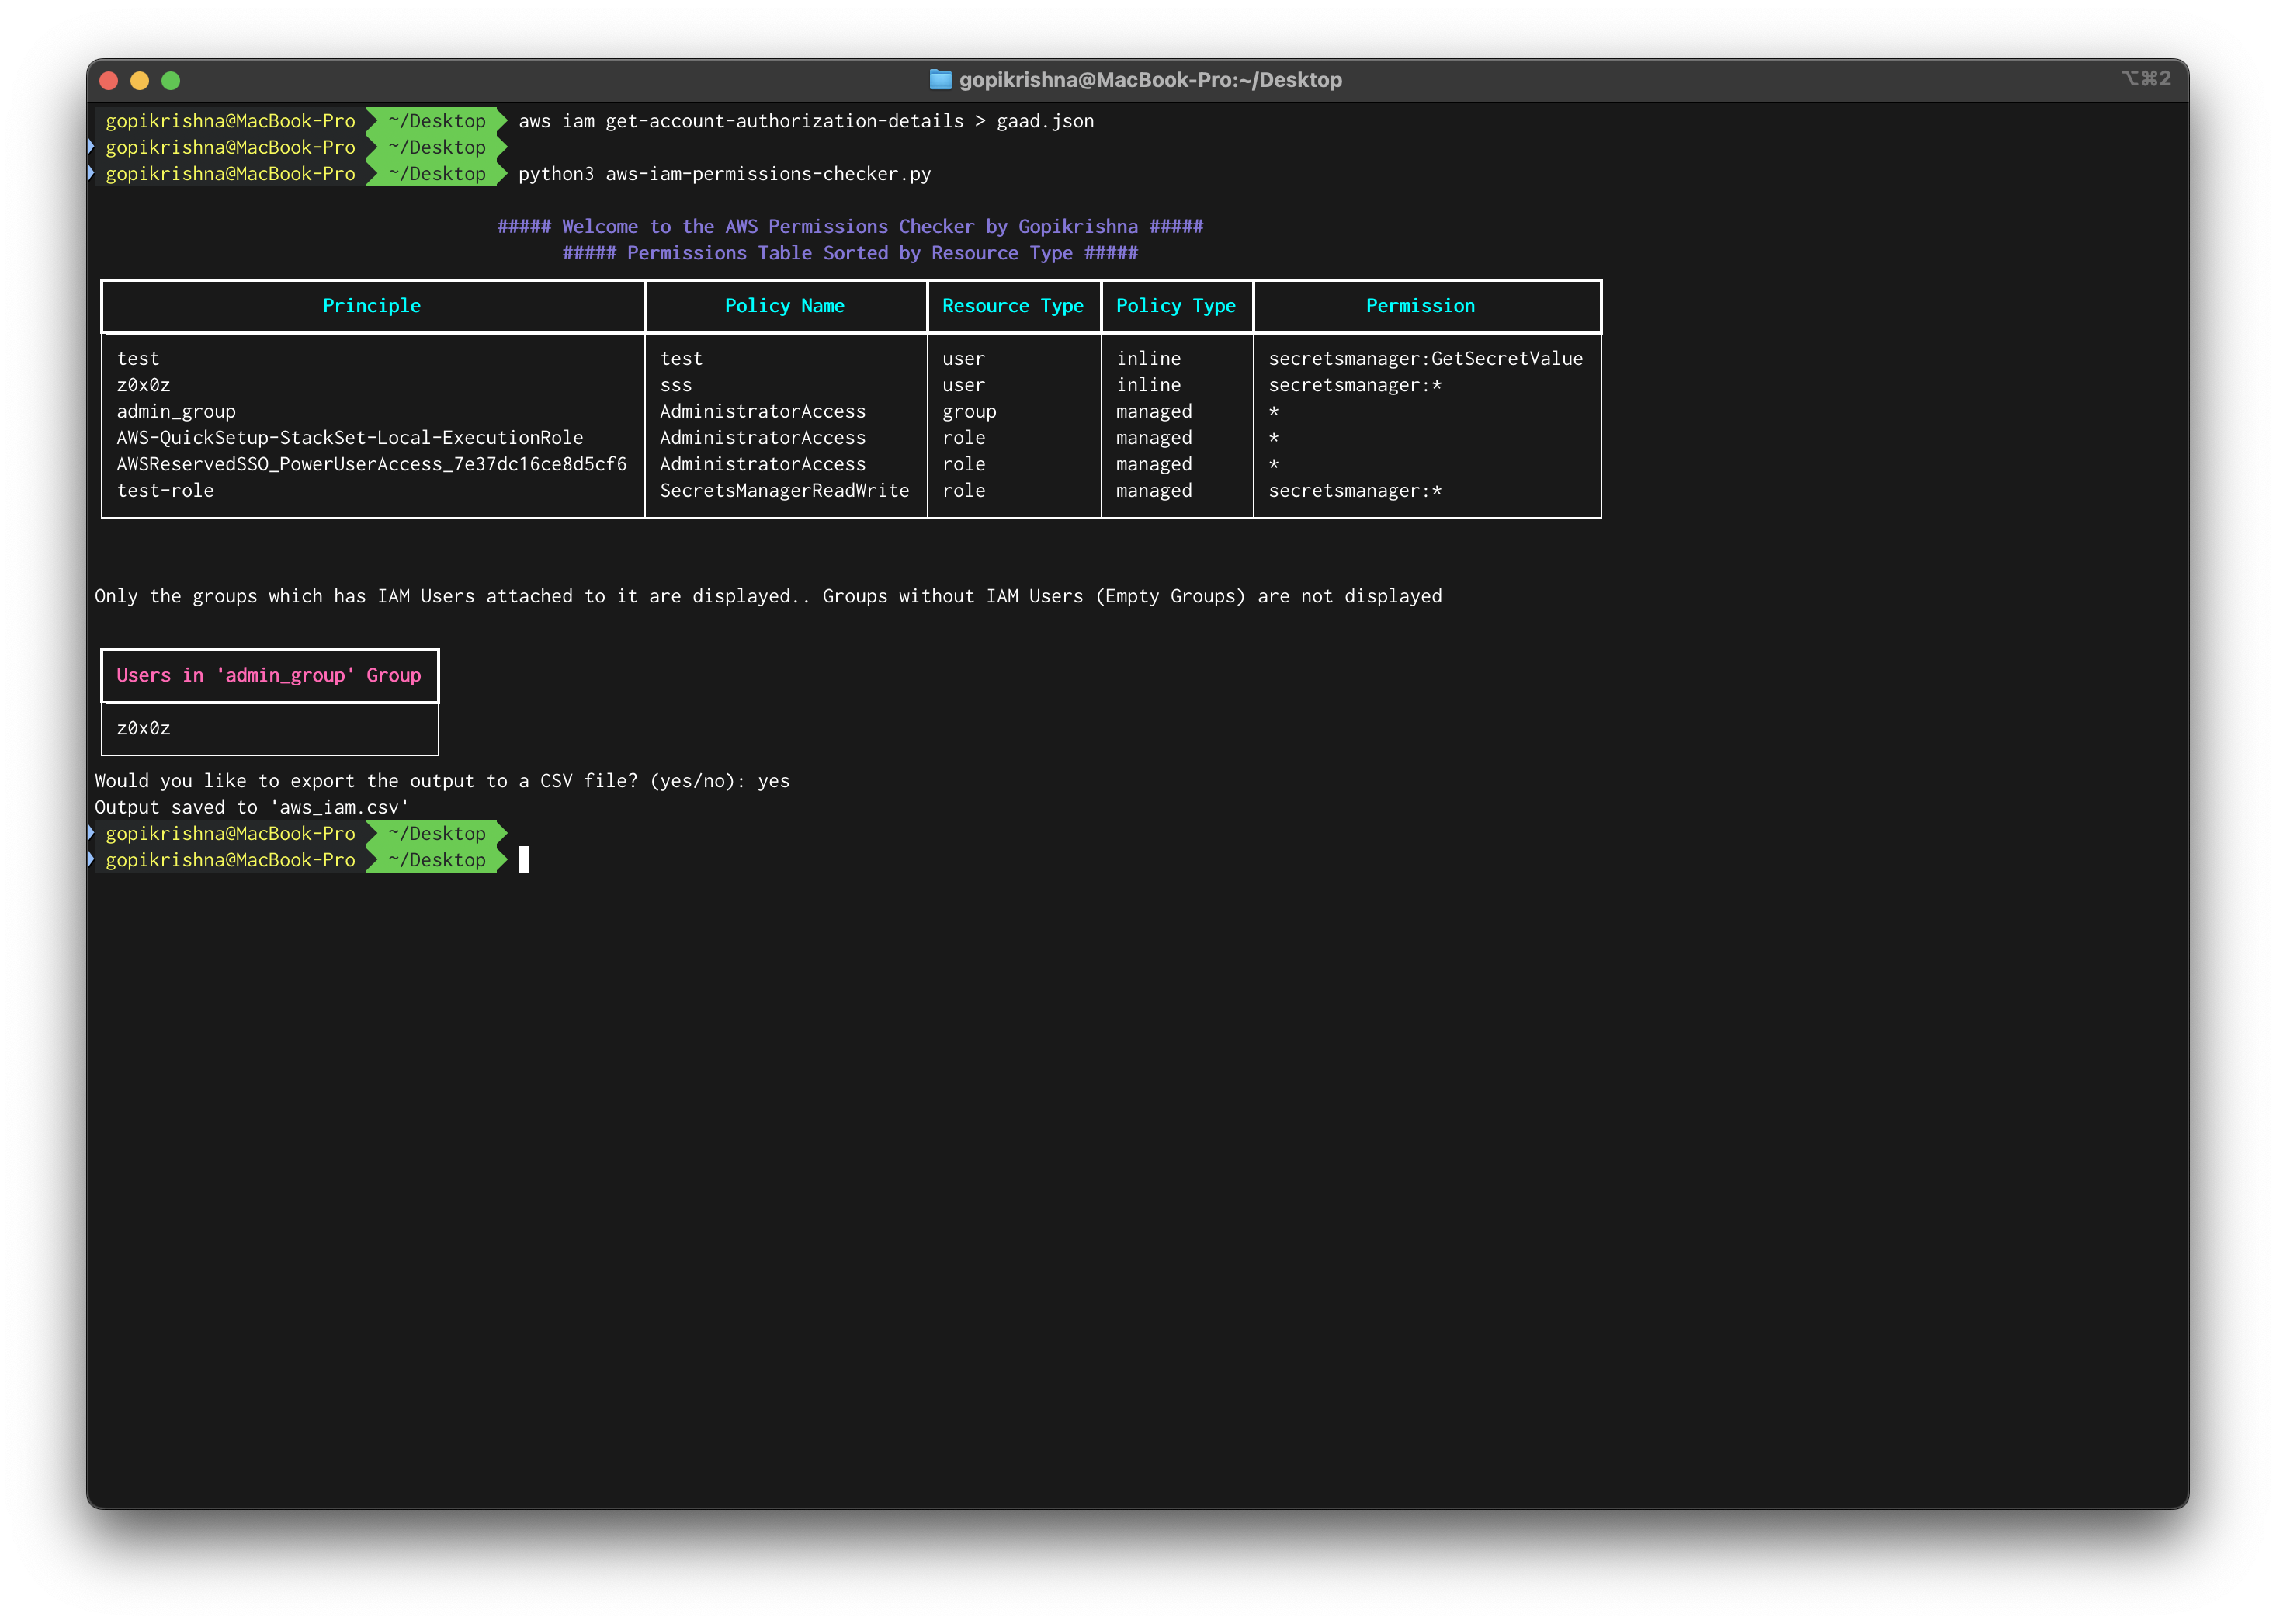 gopikrishna@MacBook-Pro:~/Desktop ⌥⌘2
gopikrishna@MacBook-Pro ~/Desktop aws iam get-account-authorization-details > gaad.json
gopikrishna@MacBook-Pro ~/Desktop
gopikrishna@MacBook-Pro ~/Desktop python3 aws-iam-permissions-checker.py
##### Welcome to the AWS Permissions Checker by Gopikrishna #####
##### Permissions Table Sorted by Resource Type #####
Principle Policy Name Resource Type Policy Type Permission
test test user inline secretsmanager:GetSecretValue
z0x0z sss user inline secretsmanager:*
admin_group AdministratorAccess group managed *
AWS-QuickSetup-StackSet-Local-ExecutionRole AdministratorAccess role managed *
AWSReservedSSO_PowerUserAccess_7e37dc16ce8d5cf6 AdministratorAccess role managed *
test-role SecretsManagerReadWrite role managed secretsmanager:*
Only the groups which has IAM Users attached to it are displayed.. Groups without IAM Users (Empty Groups) are not displayed
Users in 'admin_group' Group
z0x0z
Would you like to export the output to a CSV file? (yes/no): yes
Output saved to 'aws_iam.csv'
gopikrishna@MacBook-Pro ~/Desktop
gopikrishna@MacBook-Pro ~/Desktop